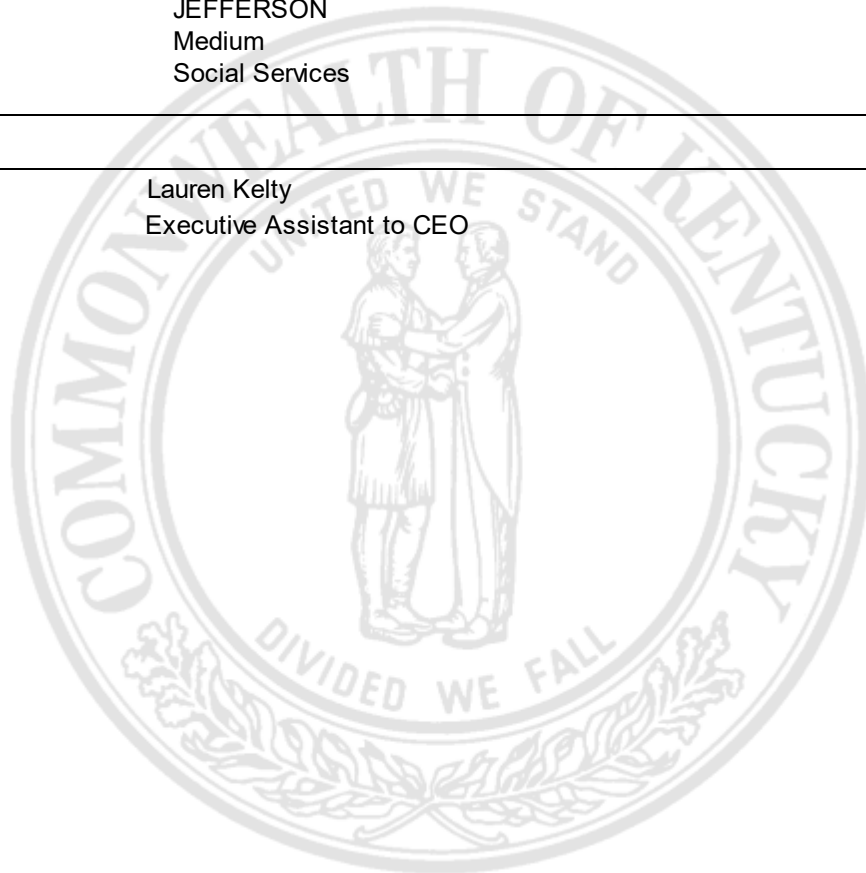 JEFFERSON
Medium
Social Services
Lauren Kelty
Executive Assistant to CEO
COMMONWEALTH OF KENTUCKY
UNITED WE STAND
DIVIDED WE FALL